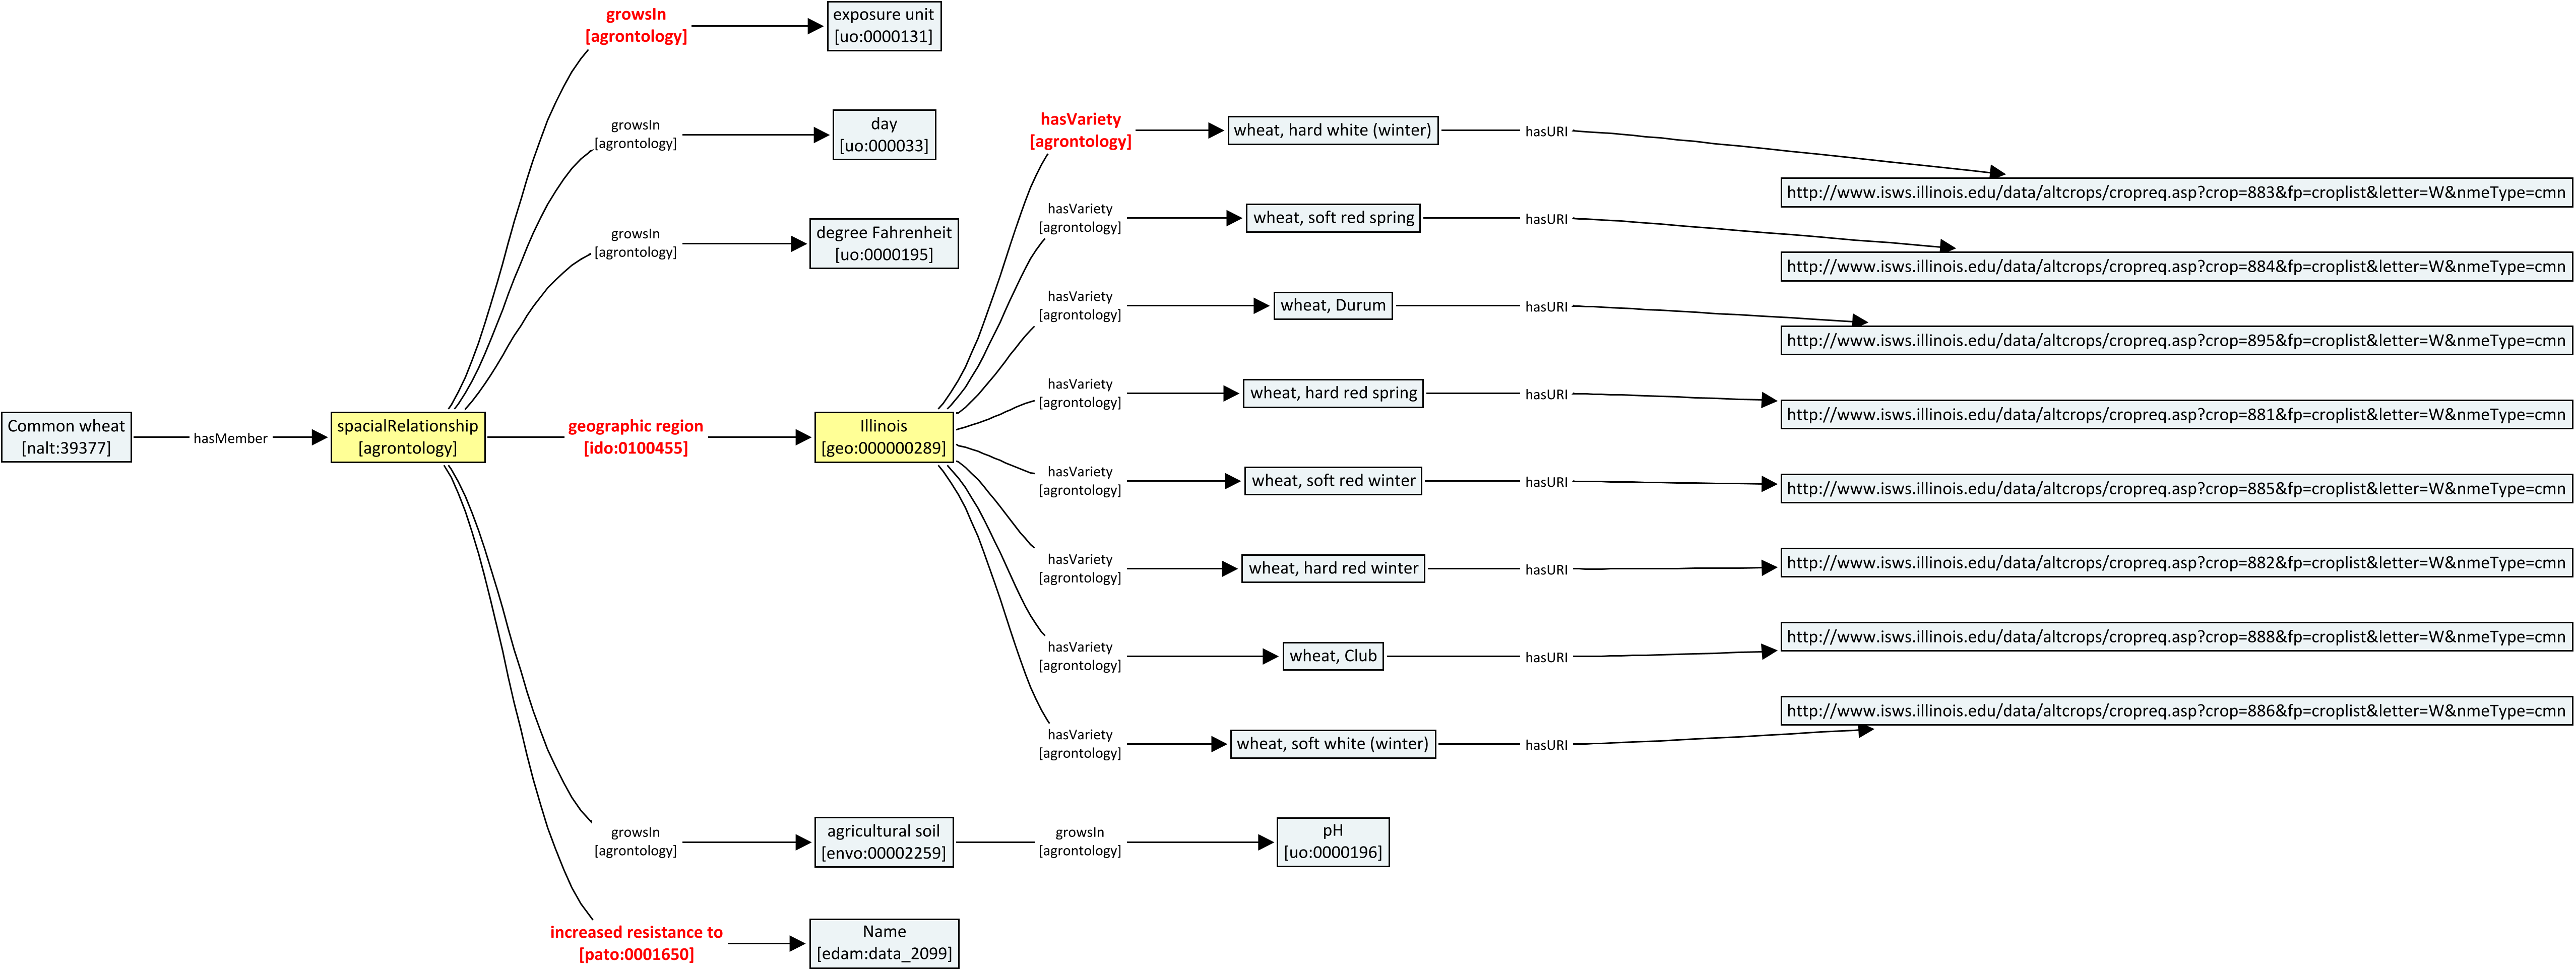 growsIn
[agrontology]
exposure unit
[uo:0000131]
growsIn
[agrontology]
day
[uo:000033]
growsIn
[agrontology]
degree Fahrenheit
[uo:0000195]
Common wheat
[nalt:39377]
hasMember
spacialRelationship
[agrontology]
geographic region
[ido:0100455]
Illinois
[geo:000000289]
hasVariety
[agrontology]
wheat, hard white (winter)
hasURI
http://www.isws.illinois.edu/data/altcrops/cropreq.asp?crop=883&fp=croplist&letter=W&nmeType=cmn
hasVariety
[agrontology]
wheat, soft red spring
hasURI
http://www.isws.illinois.edu/data/altcrops/cropreq.asp?crop=884&fp=croplist&letter=W&nmeType=cmn
hasVariety
[agrontology]
wheat, Durum
hasURI
http://www.isws.illinois.edu/data/altcrops/cropreq.asp?crop=895&fp=croplist&letter=W&nmeType=cmn
hasVariety
[agrontology]
wheat, hard red spring
hasURI
http://www.isws.illinois.edu/data/altcrops/cropreq.asp?crop=881&fp=croplist&letter=W&nmeType=cmn
hasVariety
[agrontology]
wheat, soft red winter
hasURI
http://www.isws.illinois.edu/data/altcrops/cropreq.asp?crop=885&fp=croplist&letter=W&nmeType=cmn
hasVariety
[agrontology]
wheat, hard red winter
hasURI
http://www.isws.illinois.edu/data/altcrops/cropreq.asp?crop=882&fp=croplist&letter=W&nmeType=cmn
hasVariety
[agrontology]
wheat, Club
hasURI
http://www.isws.illinois.edu/data/altcrops/cropreq.asp?crop=888&fp=croplist&letter=W&nmeType=cmn
hasVariety
[agrontology]
wheat, soft white (winter)
hasURI
http://www.isws.illinois.edu/data/altcrops/cropreq.asp?crop=886&fp=croplist&letter=W&nmeType=cmn
growsIn
[agrontology]
agricultural soil
[envo:00002259]
growsIn
[agrontology]
pH
[uo:0000196]
increased resistance to
[pato:0001650]
Name
[edam:data_2099]